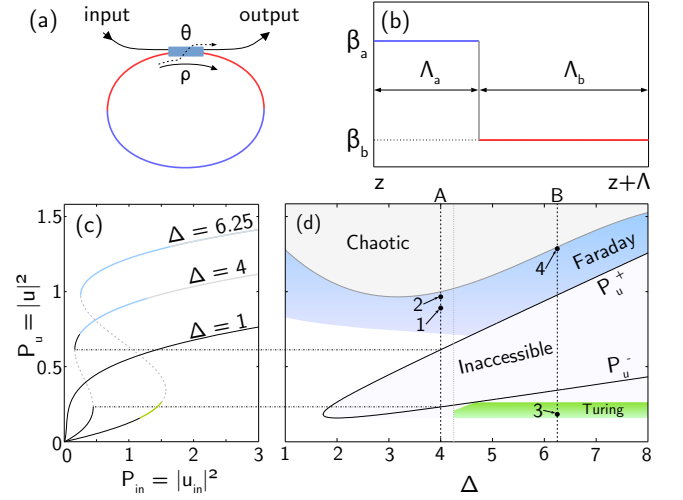 (a)
input
θ
output
ρ
(b)
βₐ
Λₐ
Λ_b
β_b
z
z+Λ
(c)
1.5
1
0.5
0
0
1
2
3
Δ = 6.25
Δ = 4
Δ = 1
P_u = |u|²
P_in = |u_in|²
(d)
A
B
Chaotic
Faraday
4
2
1
P_u⁺
Inaccessible
P_u⁻
3
Turing
1
2
3
4
5
6
7
8
Δ